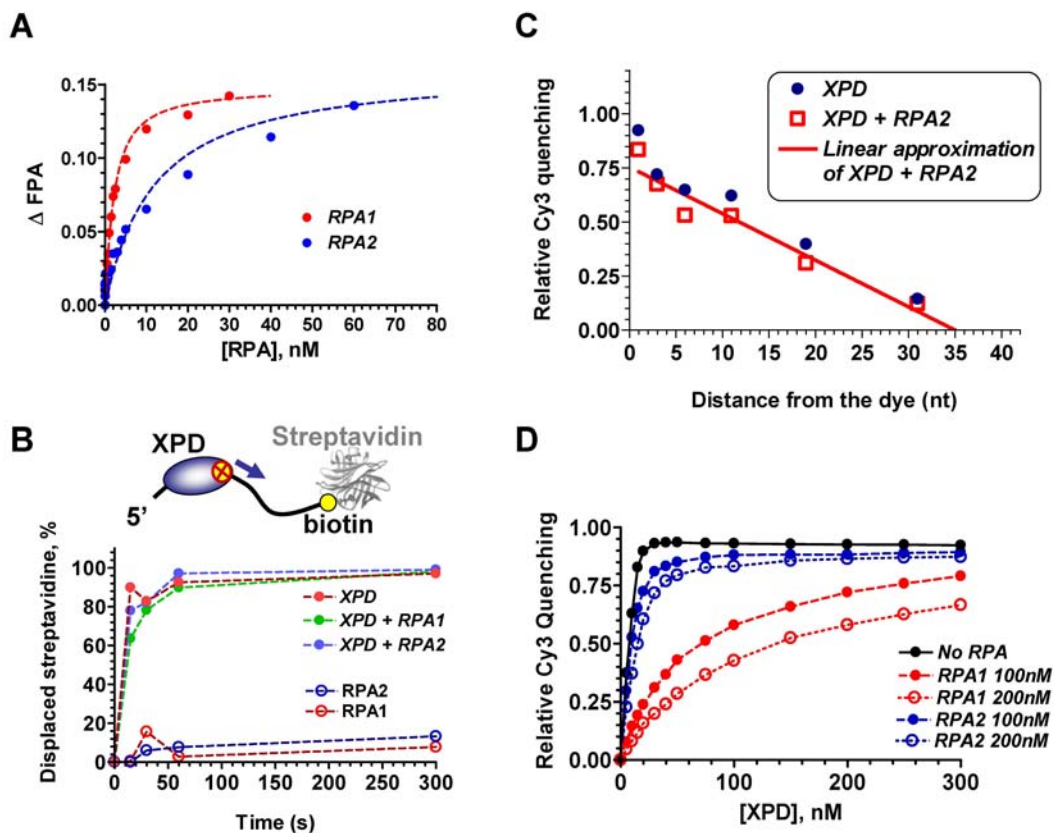 A
0.15
0.10
0.05
0.00
Δ FPA
RPA1
RPA2
0 10 20 30 40 50 60 70 80
[RPA], nM
B
XPD
Streptavidin
5’
biotin
100
80
60
40
20
0
Displaced streptavidine, %
XPD
XPD + RPA1
XPD + RPA2
RPA2
RPA1
0 100 200 300
Time (s)
C
XPD
XPD + RPA2
Linear approximation
of XPD + RPA2
1.00
0.75
0.50
0.25
0.00
Relative Cy3 quenching
0 5 10 15 20 25 30 35 40
Distance from the dye (nt)
D
1.00
0.75
0.50
0.25
0.00
Relative Cy3 Quenching
No RPA
RPA1 100nM
RPA1 200nM
RPA2 100nM
RPA2 200nM
0 100 200 300
[XPD], nM